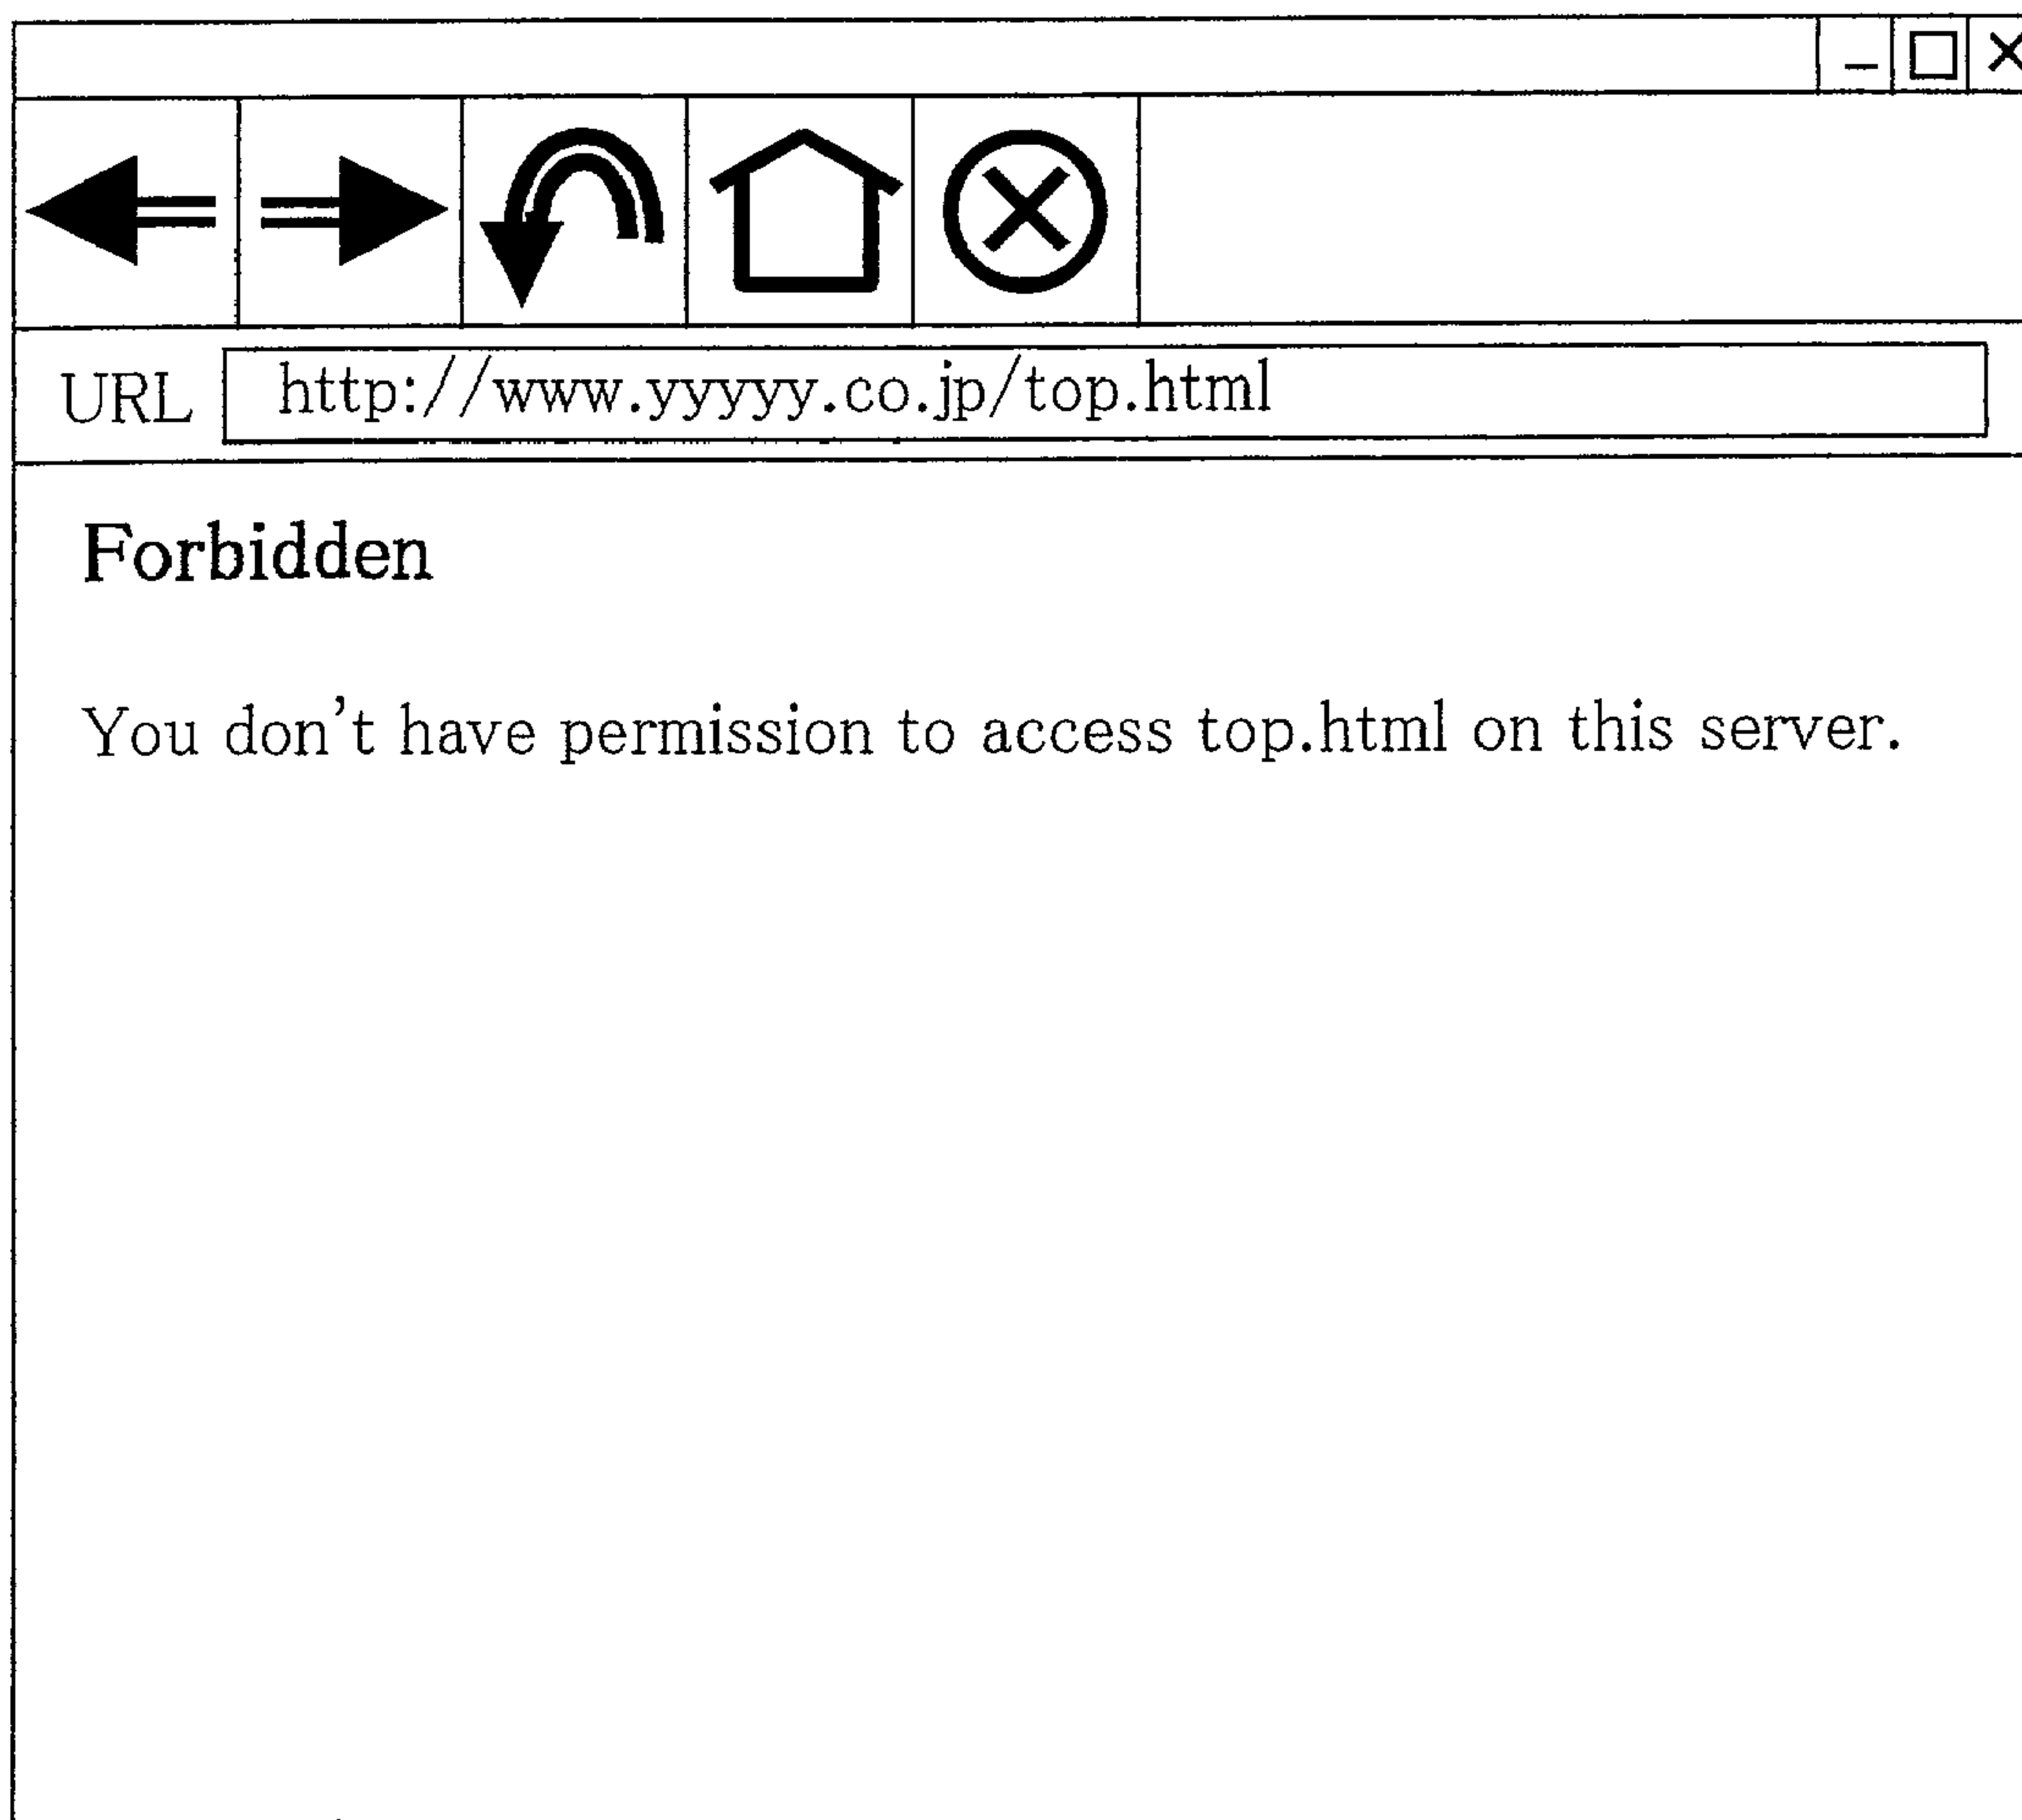 URL http://www.yyyyy.co.jp/top.html
Forbidden
You don't have permission to access top.html on this server.